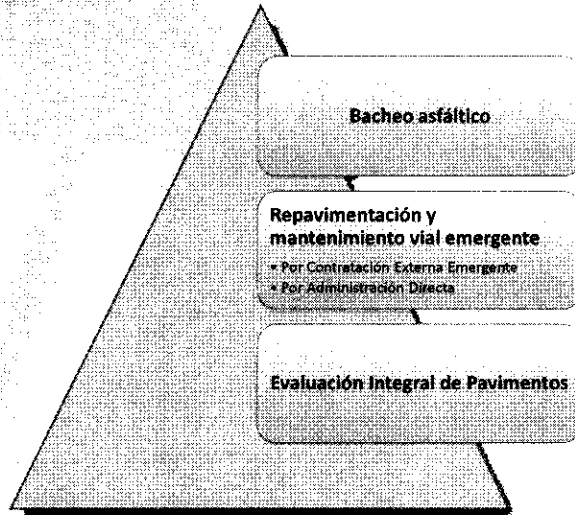 Bacheo asfáltico
Repavimentación y
mantenimiento vial emergente
• Por Contratación Externa Emergente
• Por Administración Directa
Evaluación Integral de Pavimentos